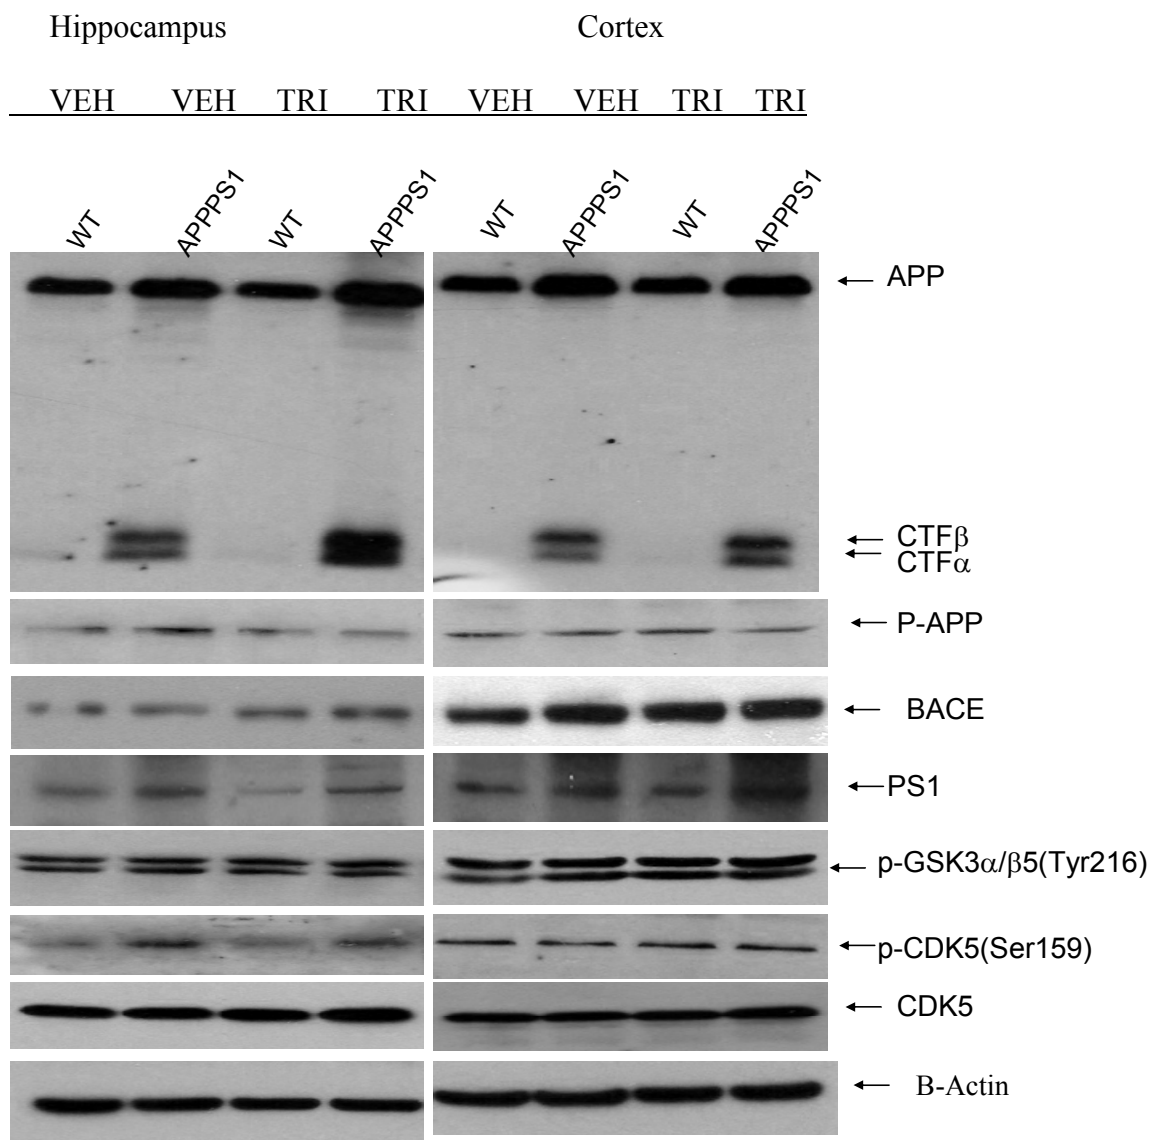 Hippocampus Cortex
VEH VEH TRI TRI VEH VEH TRI TRI
WT APPPS1 WT APPPS1 WT APPPS1 WT APPPS1
APP
CTFβ
CTFα
P-APP
BACE
PS1
p-GSK3α/β5(Tyr216)
p-CDK5(Ser159)
CDK5
B-Actin